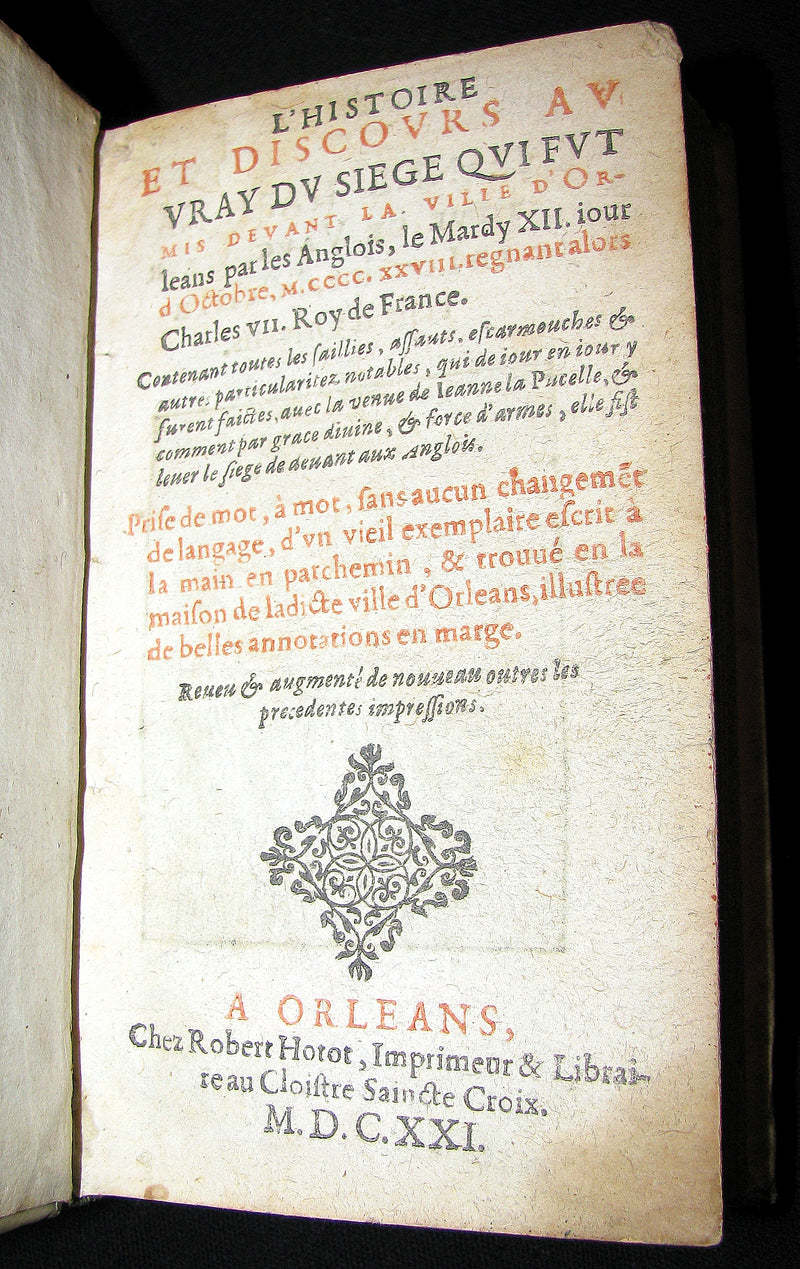 L'HISTOIRE
ET DISCOVRS AV
VRAY DV SIEGE QVI FVT
MIS DEVANT LA VILLE D'OR-
leans par les Anglois, le Mardy XII. iour
d'Octobre, M. CCCC. XXVIII. regnant alors
Charles VII. Roy de France.
Contenant toutes les ſaillies, aſſauts, eſcarmouches &
autres particularitez notables, qui de iour en iour y
furent faictes, auec la venue de Ieanne la Pucelle, &
comment par grace diuine, & force d'armes, elle fiſt
leuer le ſiege de deuant aux Anglois.
Priſe de mot, à mot, ſans aucun changemẽt
de langage, d'vn vieil exemplaire eſcrit à
la main en parchemin, & trouué en la
maiſon de ladicte ville d'Orleans, illuſtree
de belles annotations en marge.
Reueu & augmenté de nouueau outres les
precedentes impreſſions.
A ORLEANS,
Chez Robert Hotot, Imprimeur & Librai-
re au Cloiſtre Saincte Croix.
M. D. C. XXI.